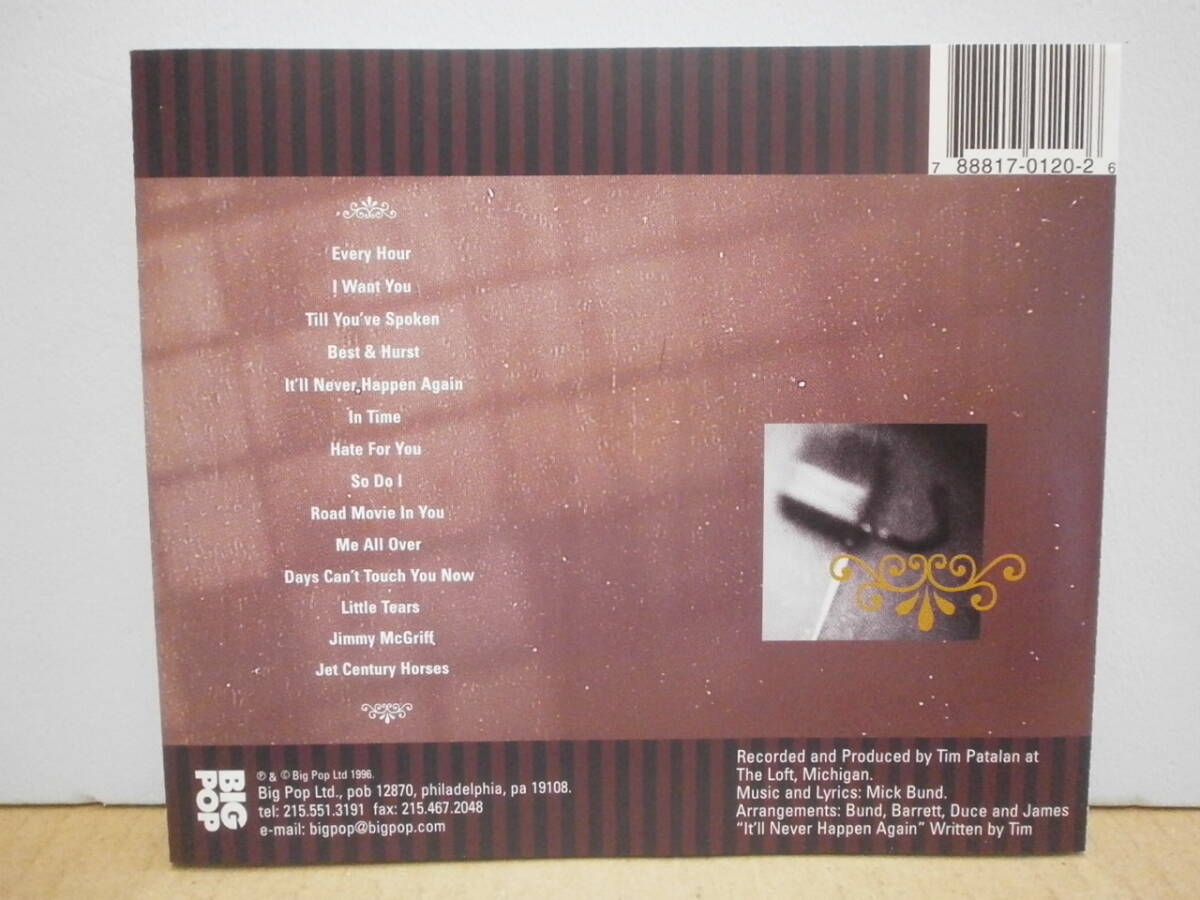 7 88817-0120-2 6
Every Hour
I Want You
Till You've Spoken
Best & Hurst
It'll Never Happen Again
In Time
Hate For You
So Do I
Road Movie In You
Me All Over
Days Can't Touch You Now
Little Tears
Jimmy McGriff
Jet Century Horses
BIG
POP
℗ & © Big Pop Ltd 1996.
Big Pop Ltd., pob 12870, philadelphia, pa 19108.
tel: 215.551.3191 fax: 215.467.2048
e-mail: bigpop@bigpop.com
Recorded and Produced by Tim Patalan at
The Loft, Michigan.
Music and Lyrics: Mick Bund.
Arrangements: Bund, Barrett, Duce and James
"It'll Never Happen Again" Written by Tim